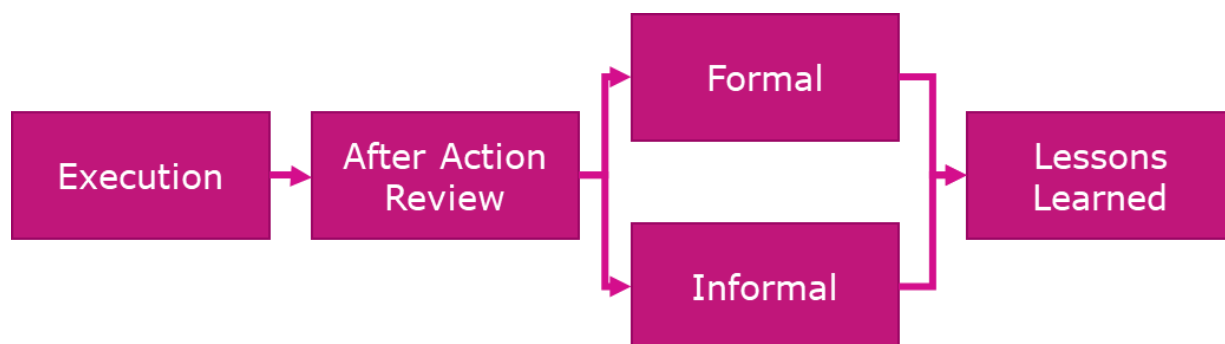 Execution
After Action
Review
Formal
Informal
Lessons
Learned